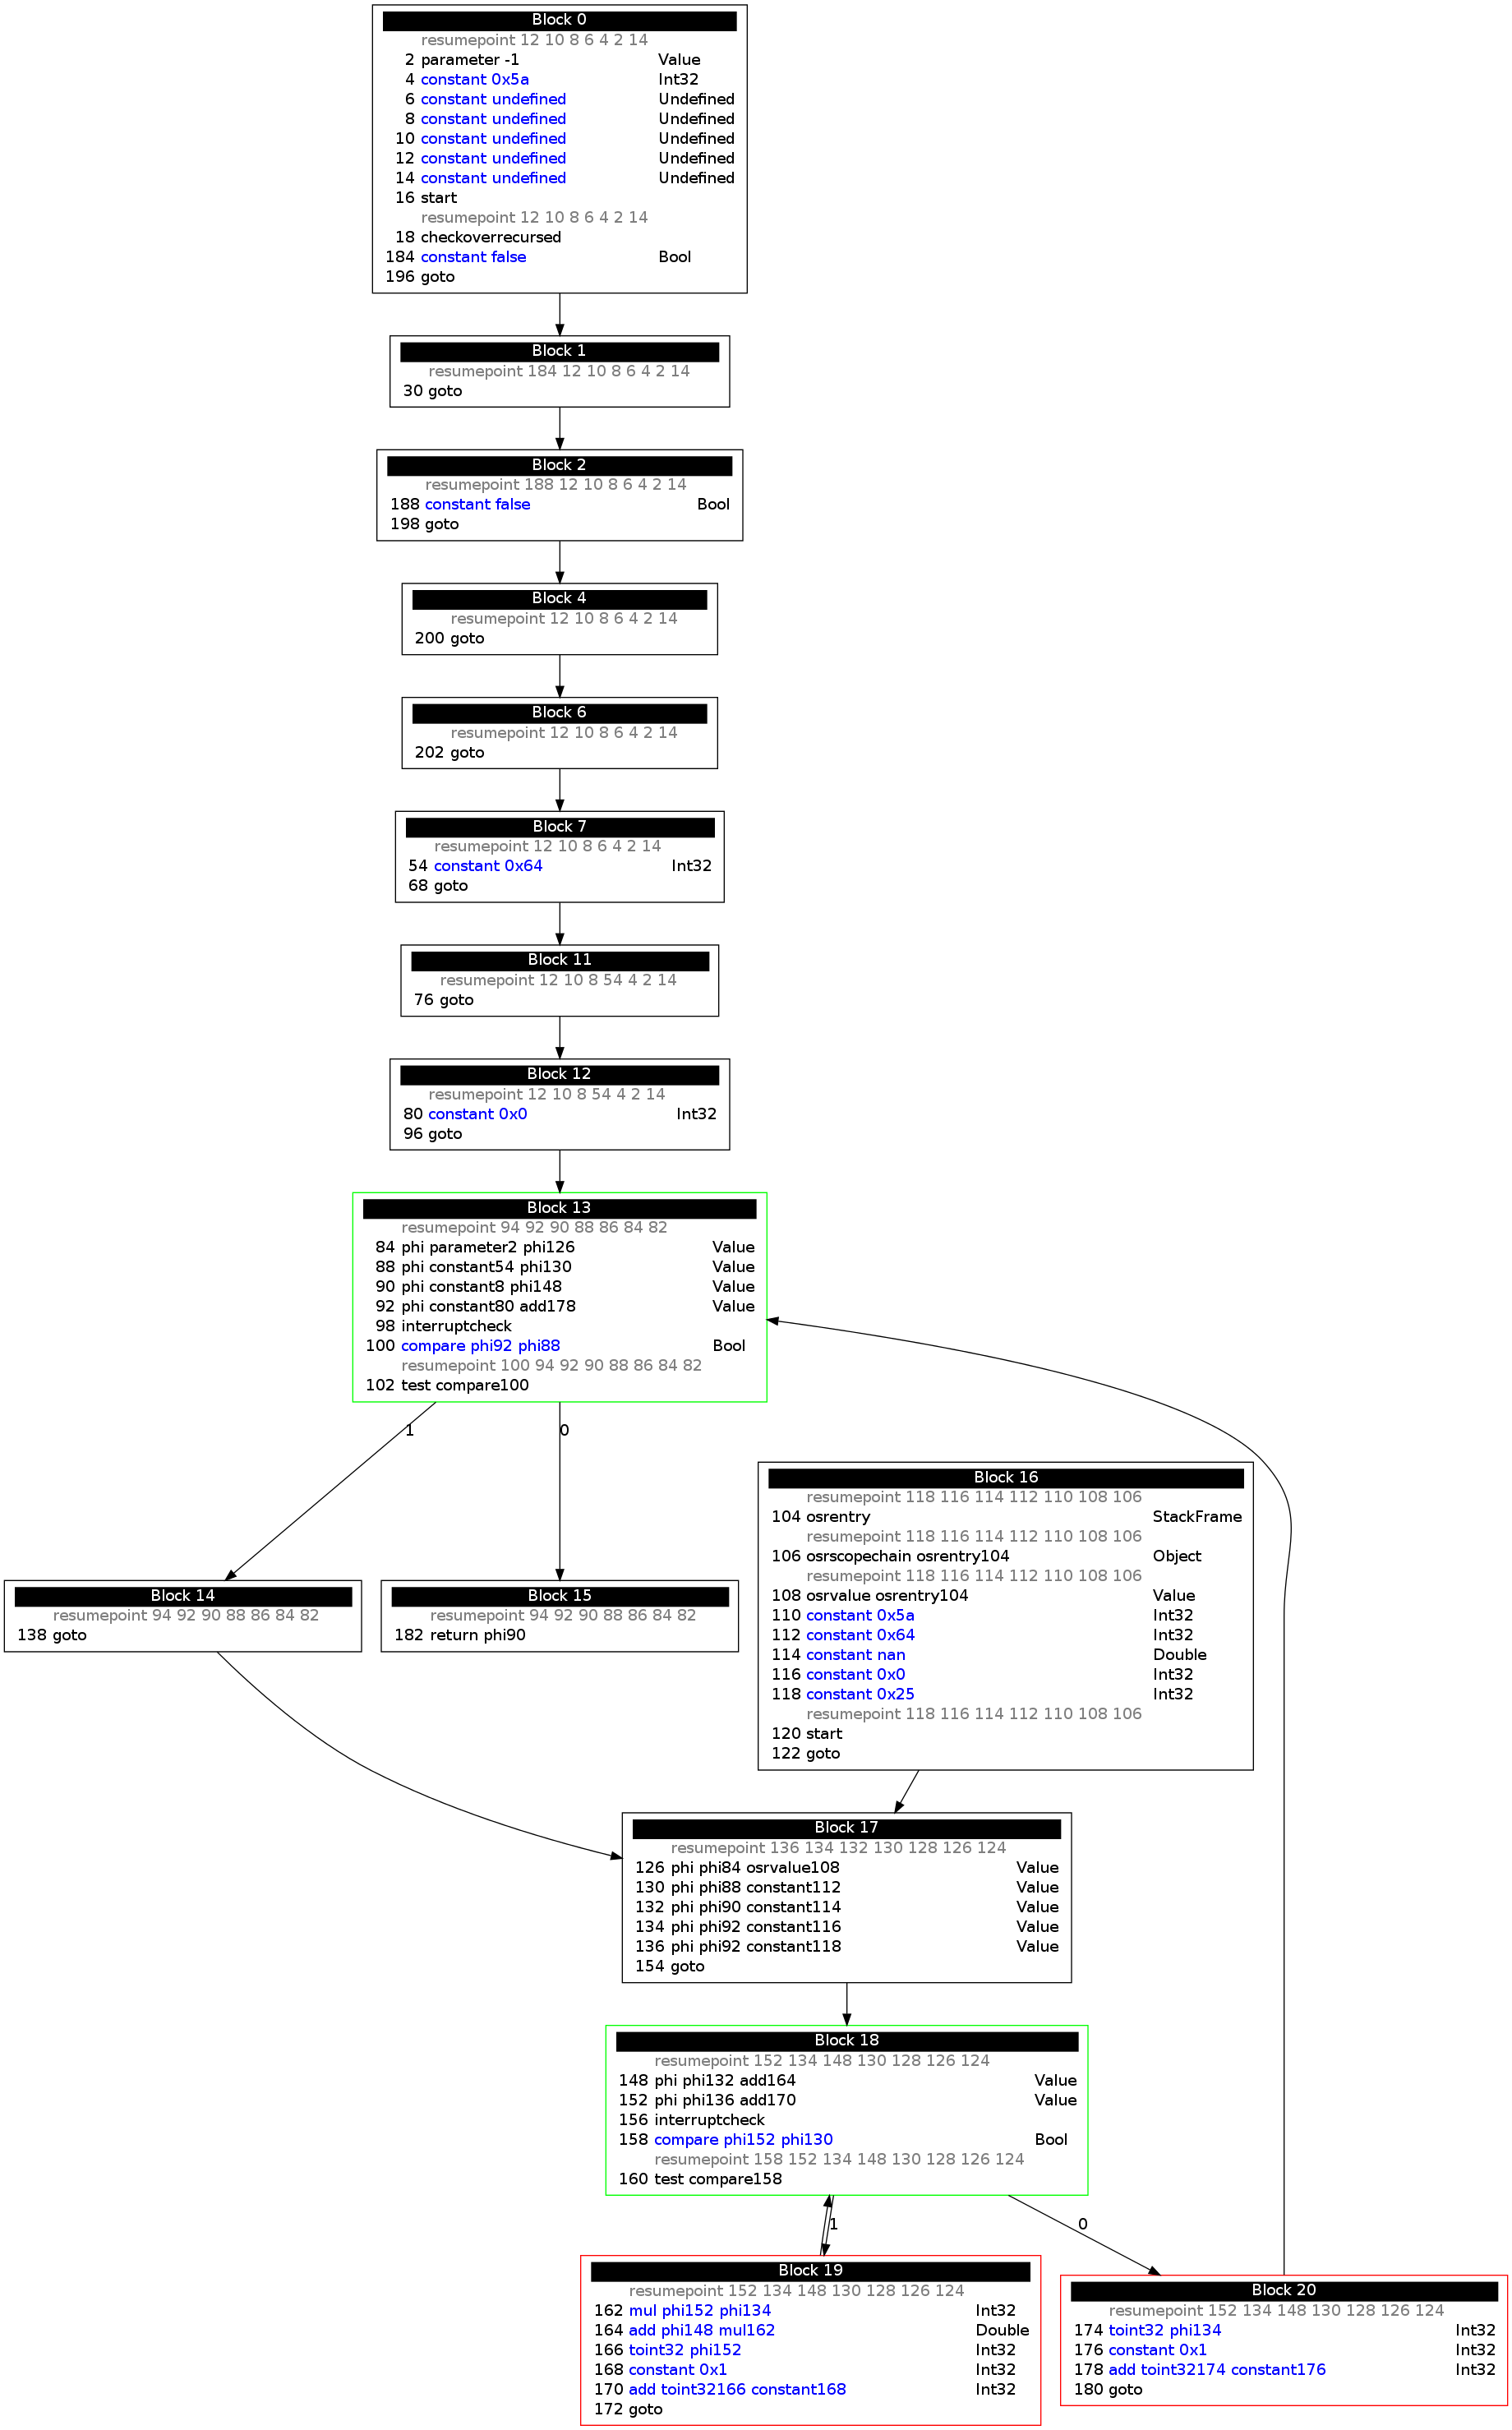 Block 0
resumepoint 12 10 8 6 4 2 14
2 parameter -1 Value
4 constant 0x5a Int32
6 constant undefined Undefined
8 constant undefined Undefined
10 constant undefined Undefined
12 constant undefined Undefined
14 constant undefined Undefined
16 start
resumepoint 12 10 8 6 4 2 14
18 checkoverrecursed
184 constant false Bool
196 goto
Block 1
resumepoint 184 12 10 8 6 4 2 14
30 goto
Block 2
resumepoint 188 12 10 8 6 4 2 14
188 constant false Bool
198 goto
Block 4
resumepoint 12 10 8 6 4 2 14
200 goto
Block 6
resumepoint 12 10 8 6 4 2 14
202 goto
Block 7
resumepoint 12 10 8 6 4 2 14
54 constant 0x64 Int32
68 goto
Block 11
resumepoint 12 10 8 54 4 2 14
76 goto
Block 12
resumepoint 12 10 8 54 4 2 14
80 constant 0x0 Int32
96 goto
Block 13
resumepoint 94 92 90 88 86 84 82
84 phi parameter2 phi126 Value
88 phi constant54 phi130 Value
90 phi constant8 phi148 Value
92 phi constant80 add178 Value
98 interruptcheck
100 compare phi92 phi88 Bool
resumepoint 100 94 92 90 88 86 84 82
102 test compare100
1
0
Block 14
resumepoint 94 92 90 88 86 84 82
138 goto
Block 15
resumepoint 94 92 90 88 86 84 82
182 return phi90
Block 16
resumepoint 118 116 114 112 110 108 106
104 osrentry StackFrame
resumepoint 118 116 114 112 110 108 106
106 osrscopechain osrentry104 Object
resumepoint 118 116 114 112 110 108 106
108 osrvalue osrentry104 Value
110 constant 0x5a Int32
112 constant 0x64 Int32
114 constant nan Double
116 constant 0x0 Int32
118 constant 0x25 Int32
resumepoint 118 116 114 112 110 108 106
120 start
122 goto
Block 17
resumepoint 136 134 132 130 128 126 124
126 phi phi84 osrvalue108 Value
130 phi phi88 constant112 Value
132 phi phi90 constant114 Value
134 phi phi92 constant116 Value
136 phi phi92 constant118 Value
154 goto
Block 18
resumepoint 152 134 148 130 128 126 124
148 phi phi132 add164 Value
152 phi phi136 add170 Value
156 interruptcheck
158 compare phi152 phi130 Bool
resumepoint 158 152 134 148 130 128 126 124
160 test compare158
1
0
Block 19
resumepoint 152 134 148 130 128 126 124
162 mul phi152 phi134 Int32
164 add phi148 mul162 Double
166 toint32 phi152 Int32
168 constant 0x1 Int32
170 add toint32166 constant168 Int32
172 goto
Block 20
resumepoint 152 134 148 130 128 126 124
174 toint32 phi134 Int32
176 constant 0x1 Int32
178 add toint32174 constant176 Int32
180 goto